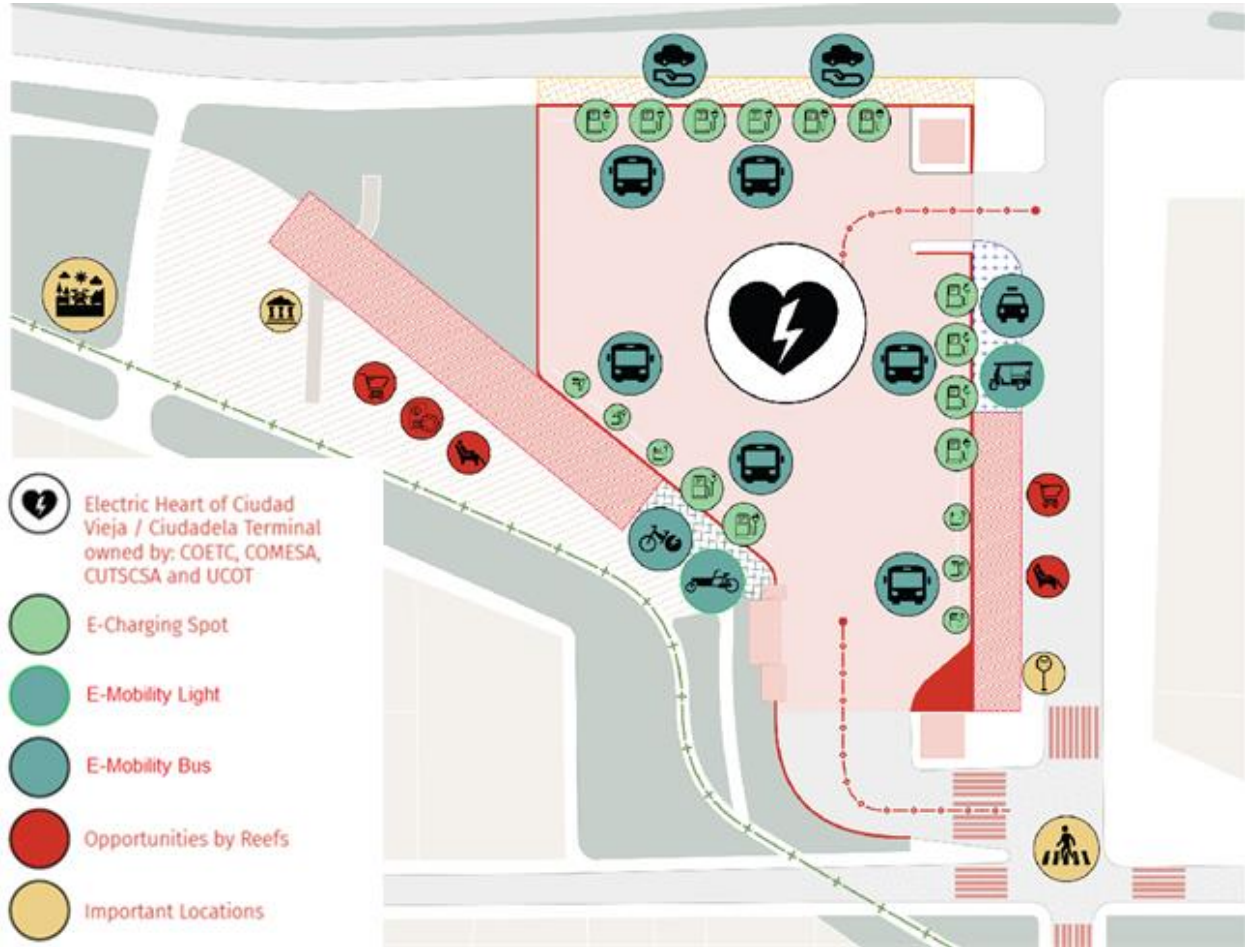 Electric Heart of Ciudad
Vieja / Ciudadela Terminal
owned by: COETC, COMESA,
CUTSCSA and UCOT
E-Charging Spot
E-Mobility Light
E-Mobility Bus
Opportunities by Reefs
Important Locations